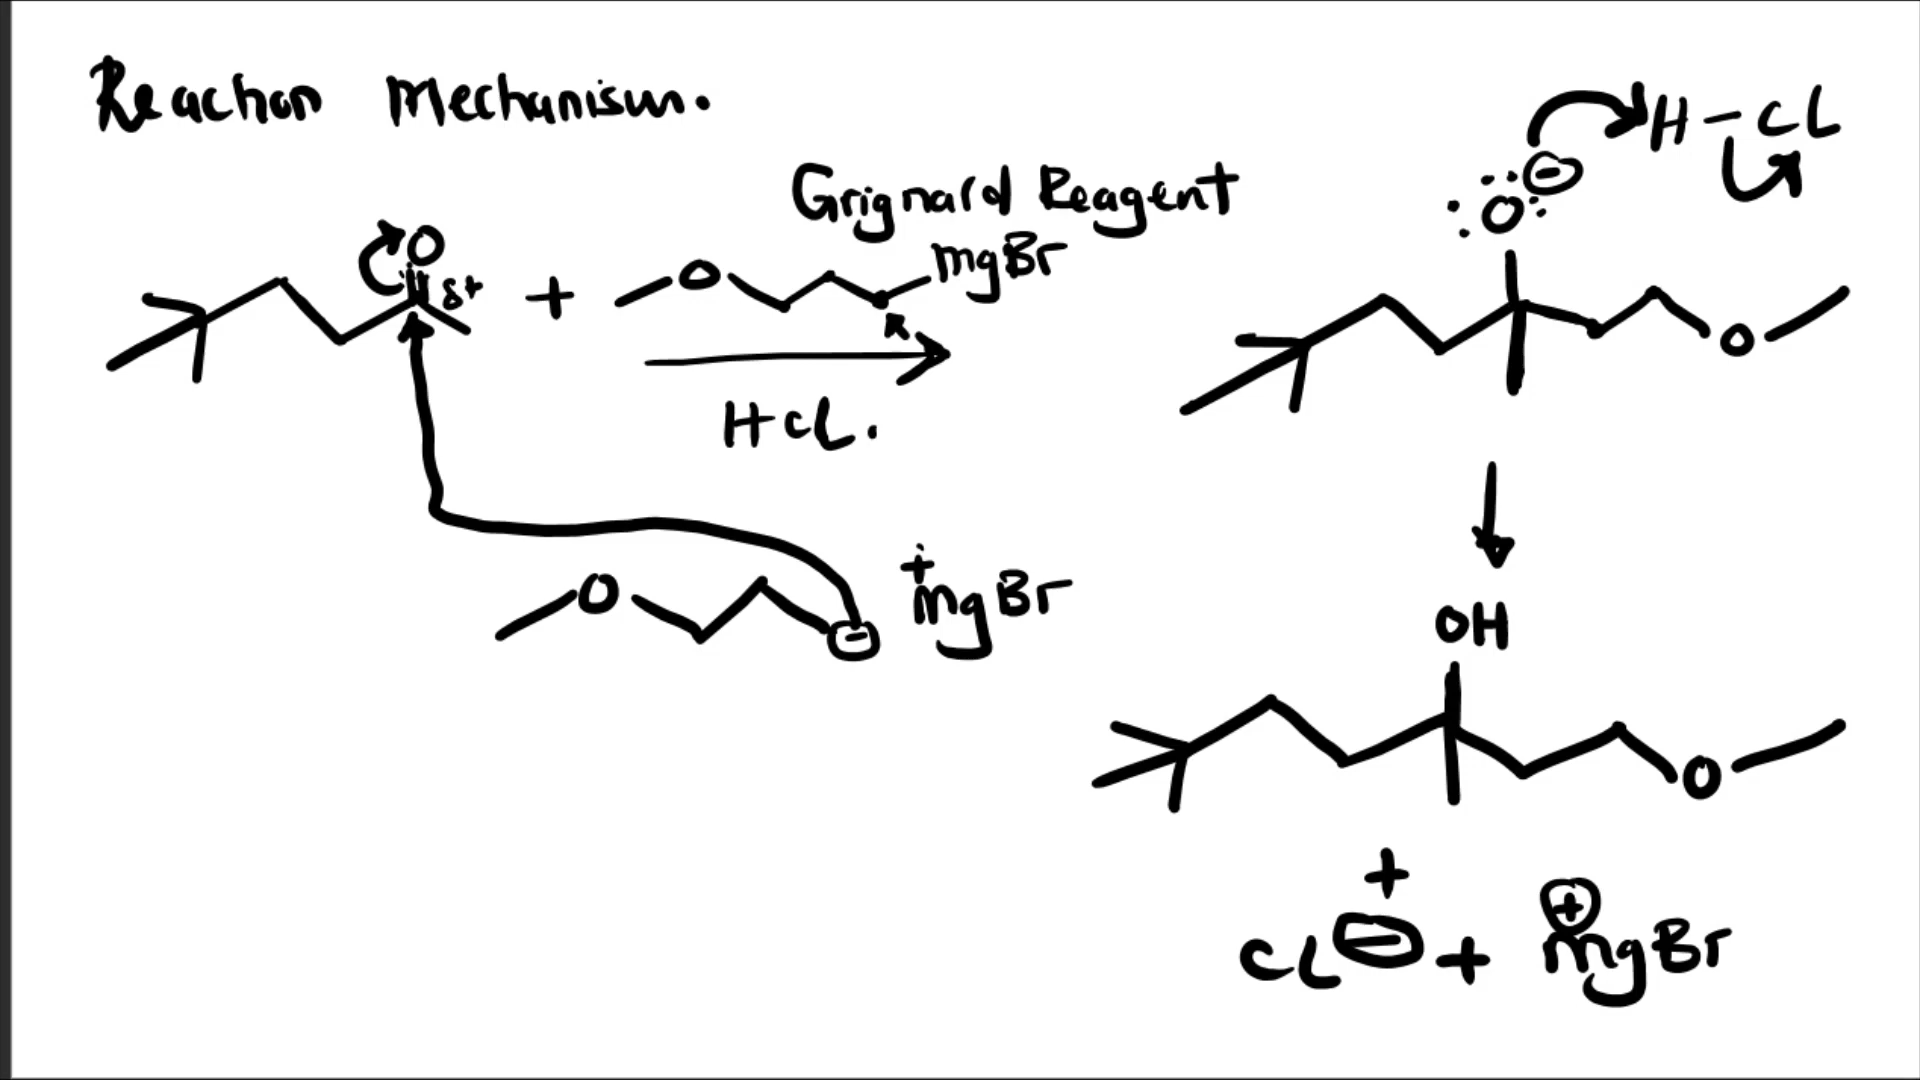 Reaction Mechanism.
Grignard Reagent
H-CL
O
δ+
+
O
mgBr
:O:
⊖
HCL.
O
O
⊖
+
mgBr
OH
O
+
CL⊖ + ⊕mgBr